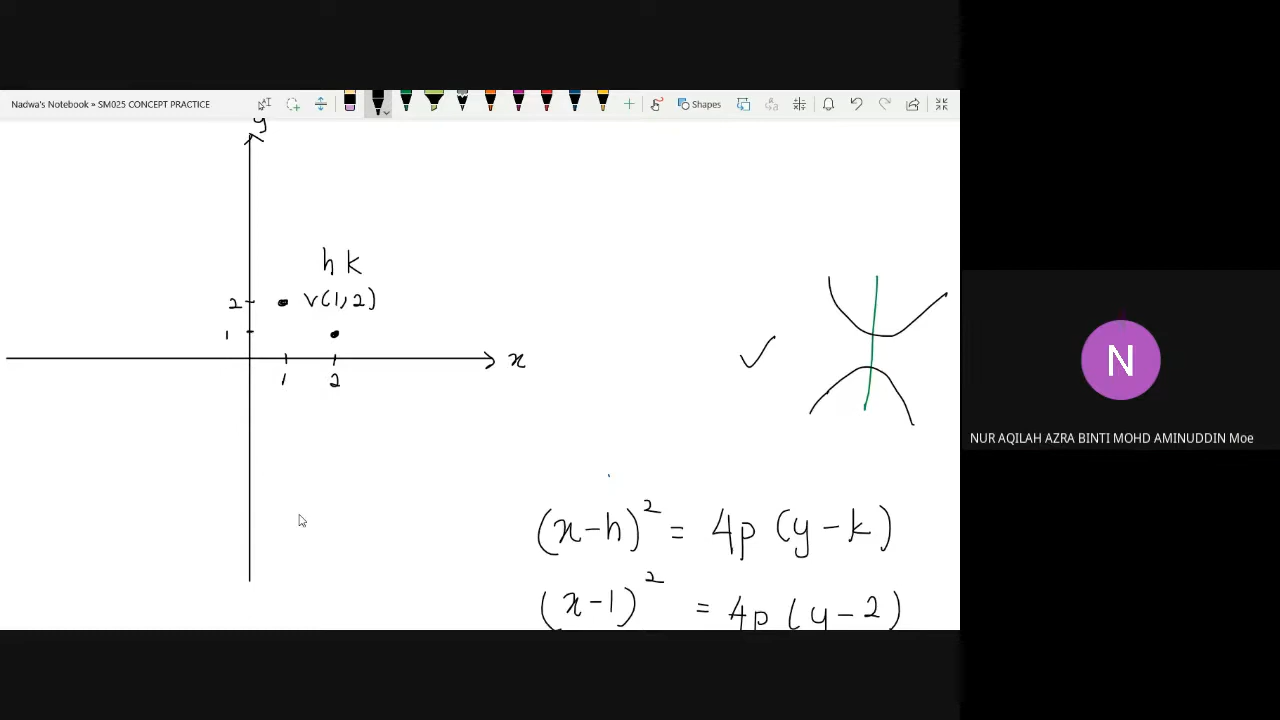 Nadwa's Notebook » SM025 CONCEPT PRACTICE
Shapes
y
h k
2
V(1,2)
1
x
1 2
(x-h)² = 4p (y-k)
(x-1)² = 4p (y-2)
N
NUR AQILAH AZRA BINTI MOHD AMINUDDIN Moe